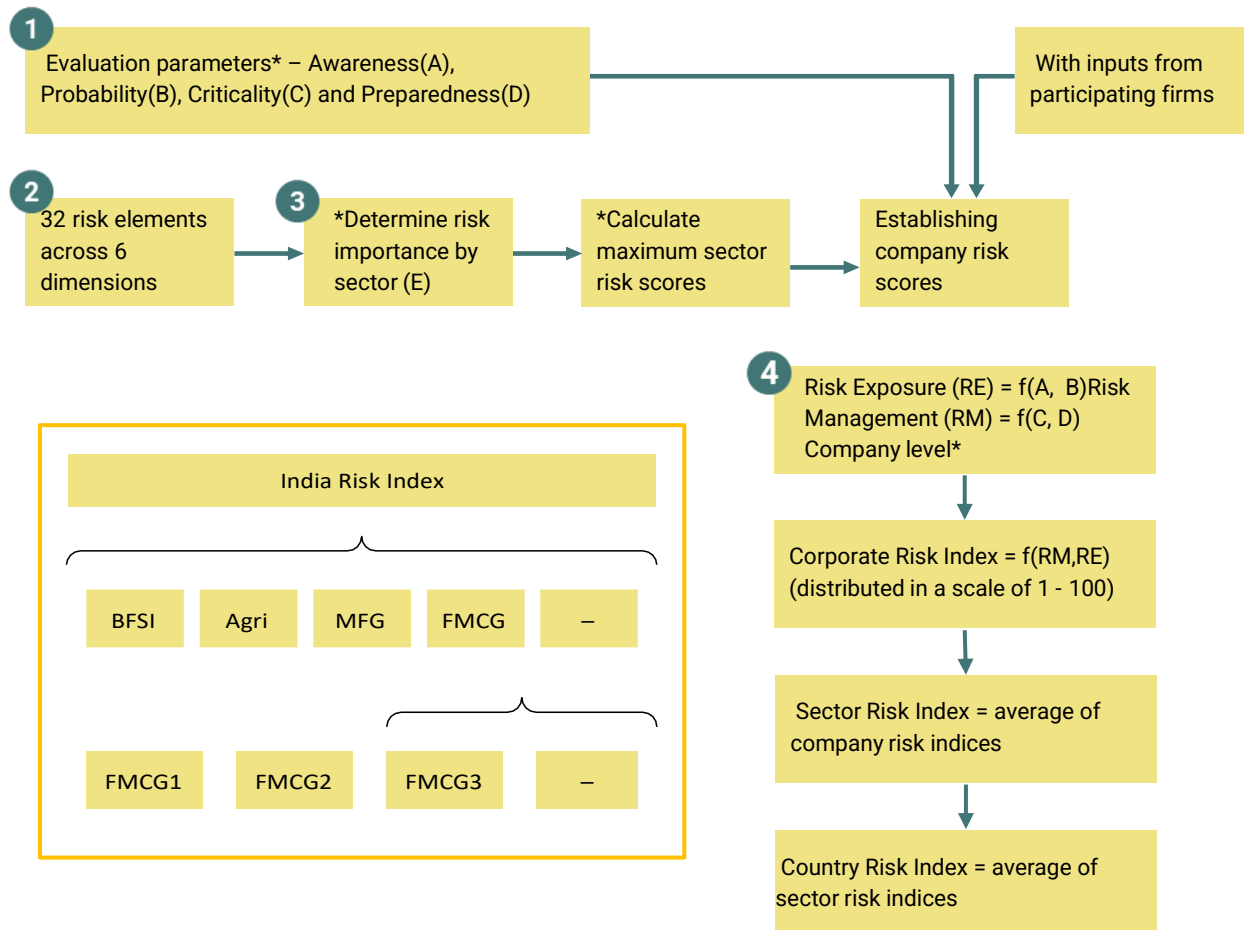 1
Evaluation parameters* – Awareness(A),
Probability(B), Criticality(C) and Preparedness(D)
With inputs from
participating firms
2
32 risk elements
across 6
dimensions
3
*Determine risk
importance by
sector (E)
*Calculate
maximum sector
risk scores
Establishing
company risk
scores
4
Risk Exposure (RE) = f(A, B)Risk
Management (RM) = f(C, D)
Company level*
Corporate Risk Index = f(RM,RE)
(distributed in a scale of 1 - 100)
Sector Risk Index = average of
company risk indices
Country Risk Index = average of
sector risk indices
India Risk Index
BFSI
Agri
MFG
FMCG
–
FMCG1
FMCG2
FMCG3
–